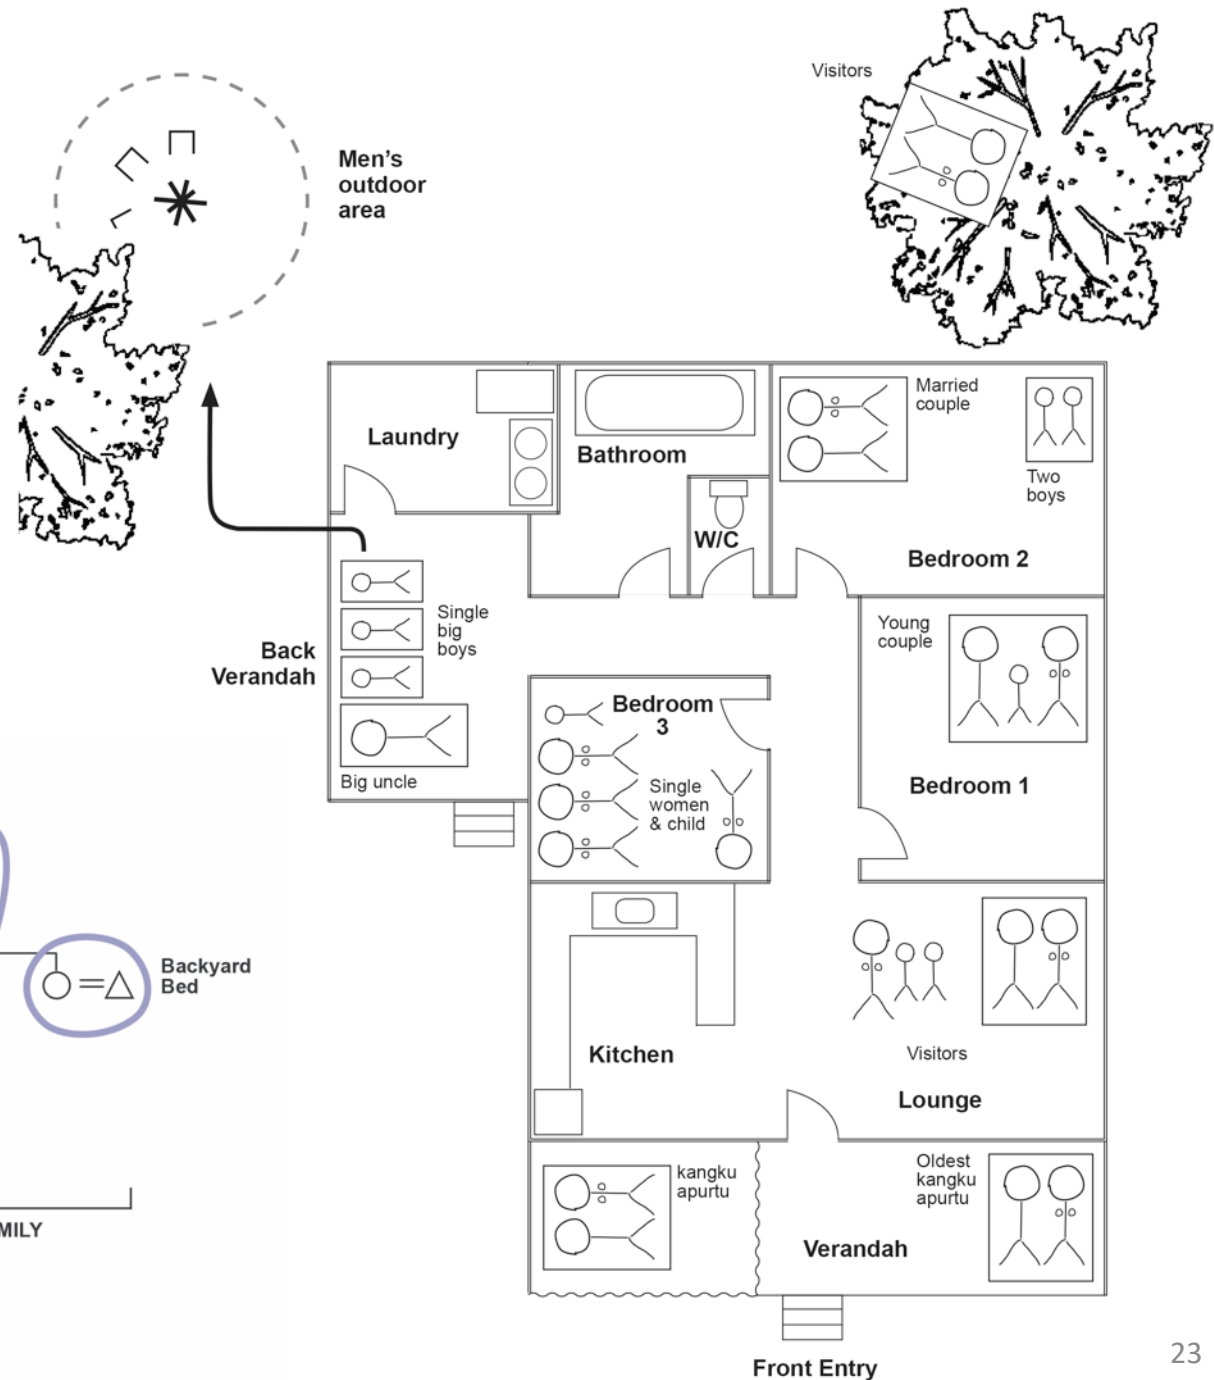 Visitors
Men's
outdoor
area
Laundry
Bathroom
W/C
Married
couple
Two
boys
Bedroom 2
Single
big
boys
Back
Verandah
Big uncle
Young
couple
Bedroom 1
Bedroom
3
Single
women
& child
Backyard
Bed
Kitchen
Visitors
Lounge
MILY
kangku
apurtu
Oldest
kangku
apurtu
Verandah
Front Entry
23